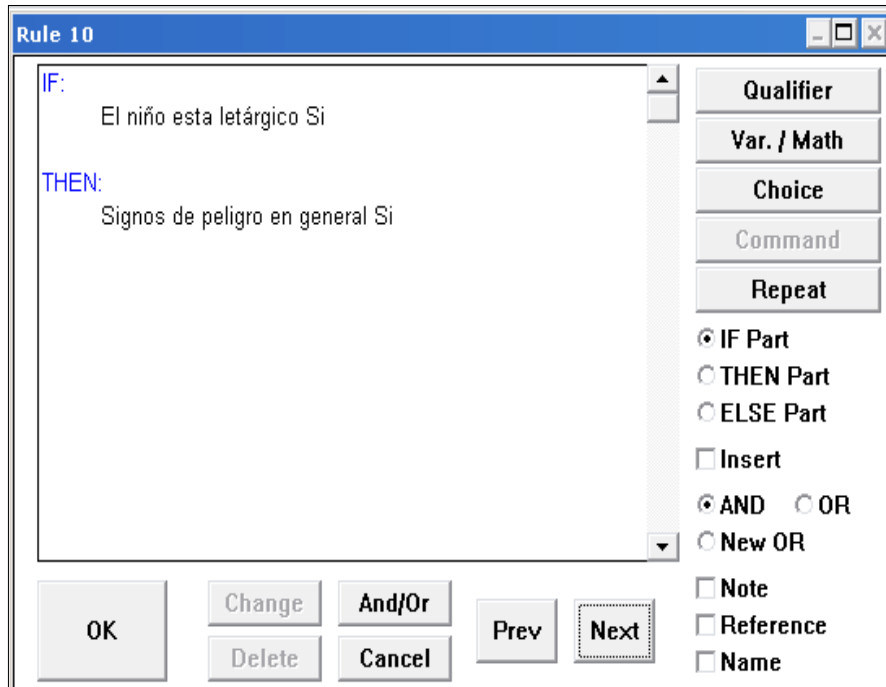 Rule 10
IF:
El niño esta letárgico Si
THEN:
Signos de peligro en general Si
Qualifier
Var. / Math
Choice
Command
Repeat
IF Part
THEN Part
ELSE Part
Insert
AND OR
New OR
Note
Reference
Name
OK
Change
And/Or
Delete
Cancel
Prev
Next